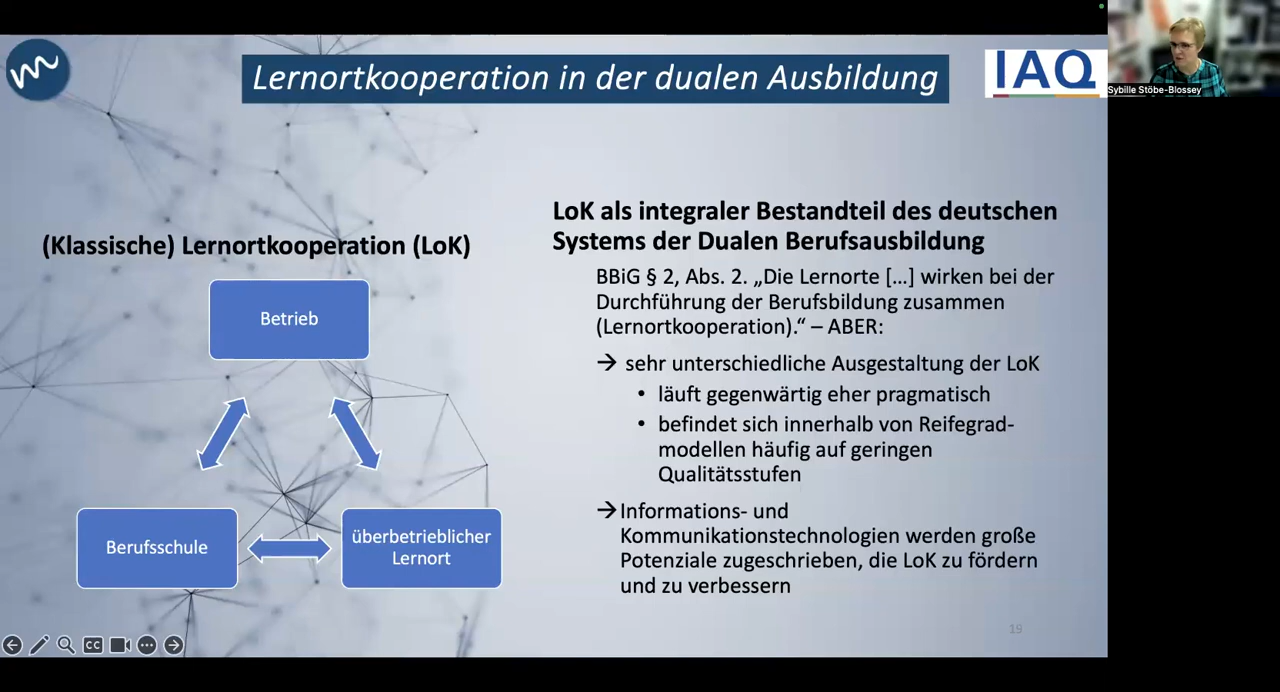 Lernortkooperation in der dualen Ausbildung
IAQ
Sybille Stöbe-Blossey
(Klassische) Lernortkooperation (LoK)
Betrieb
Berufsschule
überbetrieblicher
Lernort
LoK als integraler Bestandteil des deutschen
Systems der Dualen Berufsausbildung
BBiG § 2, Abs. 2. „Die Lernorte [...] wirken bei der
Durchführung der Berufsbildung zusammen
(Lernortkooperation).“ – ABER:
→ sehr unterschiedliche Ausgestaltung der LoK
• läuft gegenwärtig eher pragmatisch
• befindet sich innerhalb von Reifegrad-
modellen häufig auf geringen
Qualitätsstufen
→ Informations- und
Kommunikationstechnologien werden große
Potenziale zugeschrieben, die LoK zu fördern
und zu verbessern
19
CC